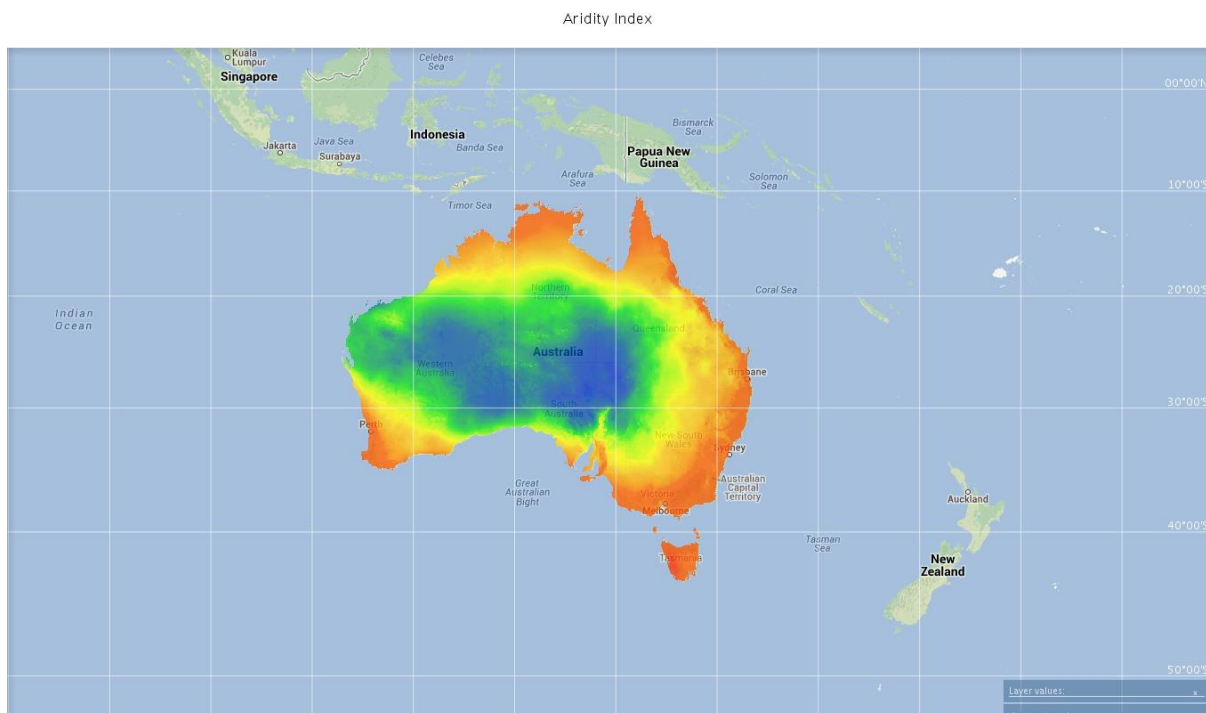 Aridity Index
Kuala
Lumpur
Singapore
Celebes
Sea
00°00'N
Indonesia
Bismarck
Sea
Jakarta
Java Sea
Surabaya
Banda Sea
Papua New
Guinea
Arafura
Sea
Solomon
Sea
10°00'S
Timor Sea
Northern
Territory
Coral Sea
20°00'S
Indian
Ocean
Queensland
Australia
Western
Australia
Brisbane
South
Australia
30°00'S
Perth
New South
Wales
Sydney
Great
Australian
Bight
Australian
Capital
Territory
Victoria
Melbourne
Auckland
40°00'S
Tasman
Sea
Tasmania
New
Zealand
50°00'S
Layer values:
x